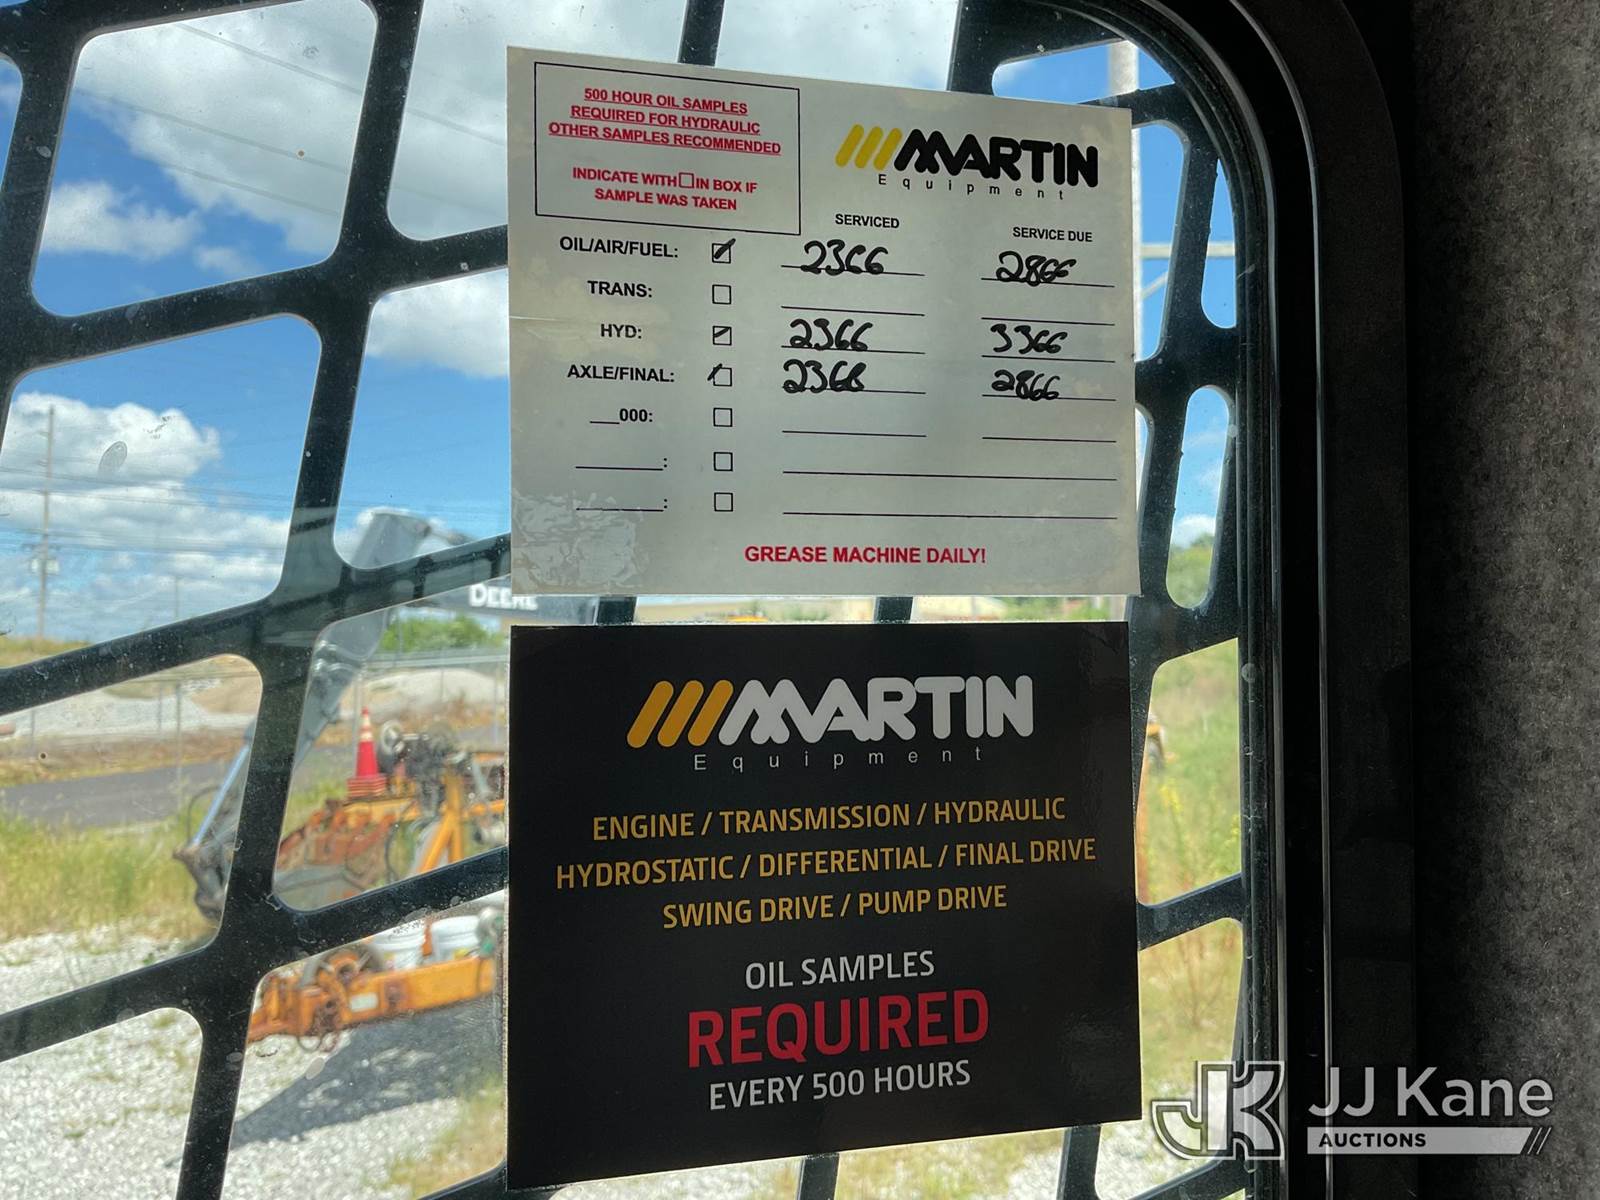 500 HOUR OIL SAMPLES
REQUIRED FOR HYDRAULIC
OTHER SAMPLES RECOMMENDED
INDICATE WITH□IN BOX IF
SAMPLE WAS TAKEN
MARTIN
Equipment
SERVICED SERVICE DUE
OIL/AIR/FUEL: 2366 2866
TRANS:
HYD: 2366 3366
AXLE/FINAL: 2366 2866
___000:
GREASE MACHINE DAILY!
DEERE
MARTIN
Equipment
ENGINE / TRANSMISSION / HYDRAULIC
HYDROSTATIC / DIFFERENTIAL / FINAL DRIVE
SWING DRIVE / PUMP DRIVE
OIL SAMPLES
REQUIRED
EVERY 500 HOURS
JK JJ Kane
AUCTIONS